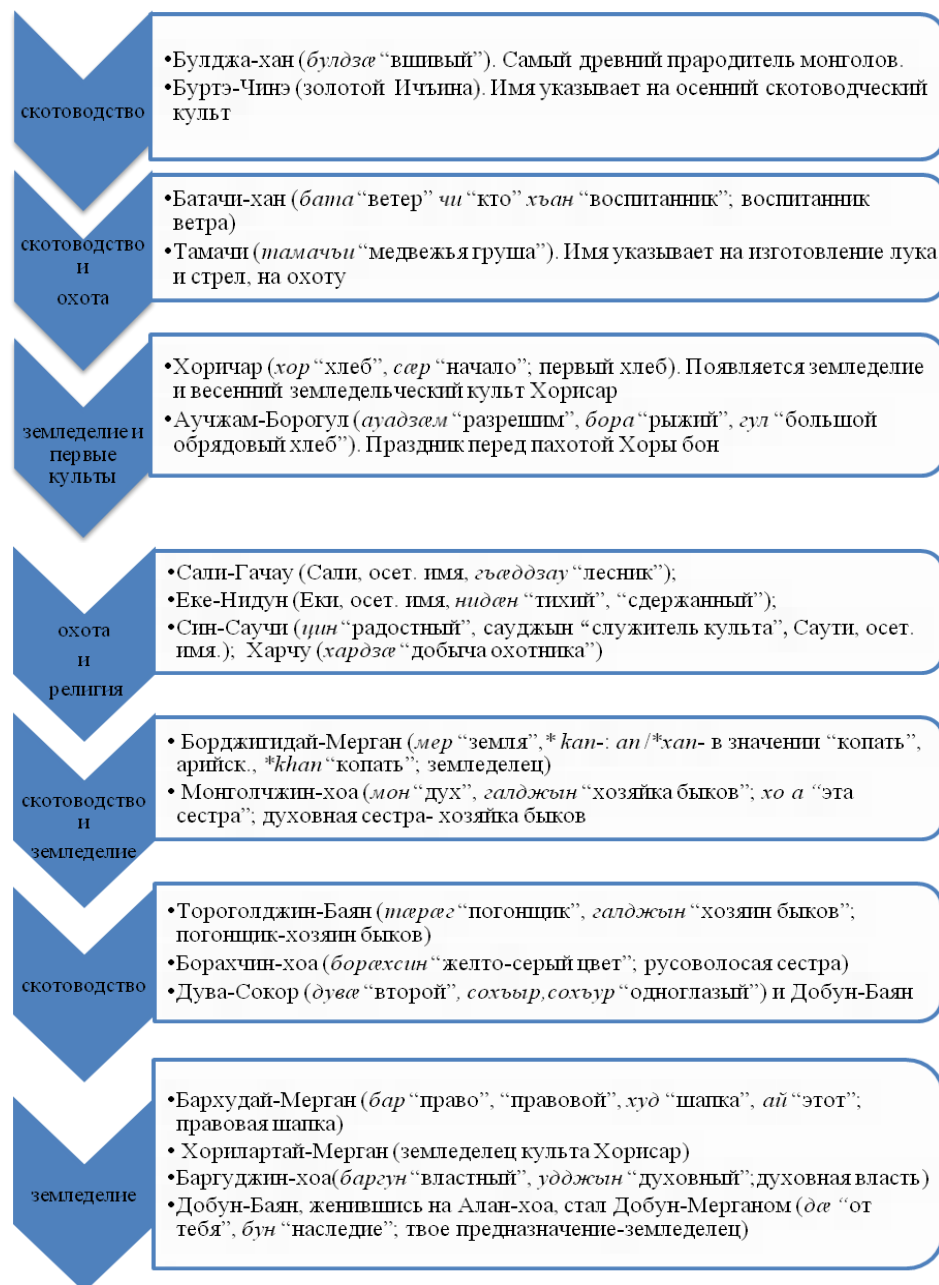 скотоводство
•Булджа-хан (булдзæ “вшивый”). Самый древний прародитель монголов.
•Буртэ-Чинэ (золотой Ичъина). Имя указывает на осенний скотоводческий
культ
скотоводство
и
охота
•Батачи-хан (бата “ветер” чи “кто” хъан “воспитанник”; воспитанник
ветра)
•Тамачи (тамачъи “медвежья груша”). Имя указывает на изготовление лука
и стрел, на охоту
земледелие и
первые
культы
•Хоричар (хор “хлеб”, сæр “начало”; первый хлеб). Появляется земледелие
и весенний земледельческий культ Хорисар
•Аучжам-Борогул (ауадзæм “разрешим”, бора “рыжий”, гул “большой
обрядовый хлеб”). Праздник перед пахотой Хоры бон
охота
и
религия
•Сали-Гачау (Сали, осет. имя, гъæддзау “лесник”);
•Еке-Нидун (Еки, осет. имя, нидæн “тихий”, “сдержанный”);
•Син-Саучи (цин “радостный”, сауджын “служитель культа”, Саути, осет.
имя.); Харчу (хардзæ “добыча охотника”)
скотоводство
и
земледелие
• Борджигидай-Мерган (мер “земля”,* kan-: an/*xan- в значении “копать”,
арийск., *khan “копать”; земледелец)
• Монголчжин-хоа (мон “дух”, галджын “хозяйка быков”; хо а “эта
сестра”; духовная сестра- хозяйка быков
скотоводство
•Тороголджин-Баян (тæрæг “погонщик”, галджын “хозяин быков”;
погонщик-хозяин быков)
•Борахчин-хоа (борæхсин “желто-серый цвет”; русоволосая сестра)
•Дува-Сокор (дувæ “второй”, сохъыр,сохъур “одноглазый”) и Добун-Баян
земледелие
•Бархудай-Мерган (бар “право”, “правовой”, худ “шапка”, ай “этот”;
правовая шапка)
• Хорилартай-Мерган (земледелец культа Хорисар)
•Баргуджин-хоа(баргун “властный”, удджын “духовный”;духовная власть)
•Добун-Баян, женившись на Алан-хоа, стал Добун-Мерганом (дæ “от
тебя”, бун “наследие”; твое предназначение-земледелец)